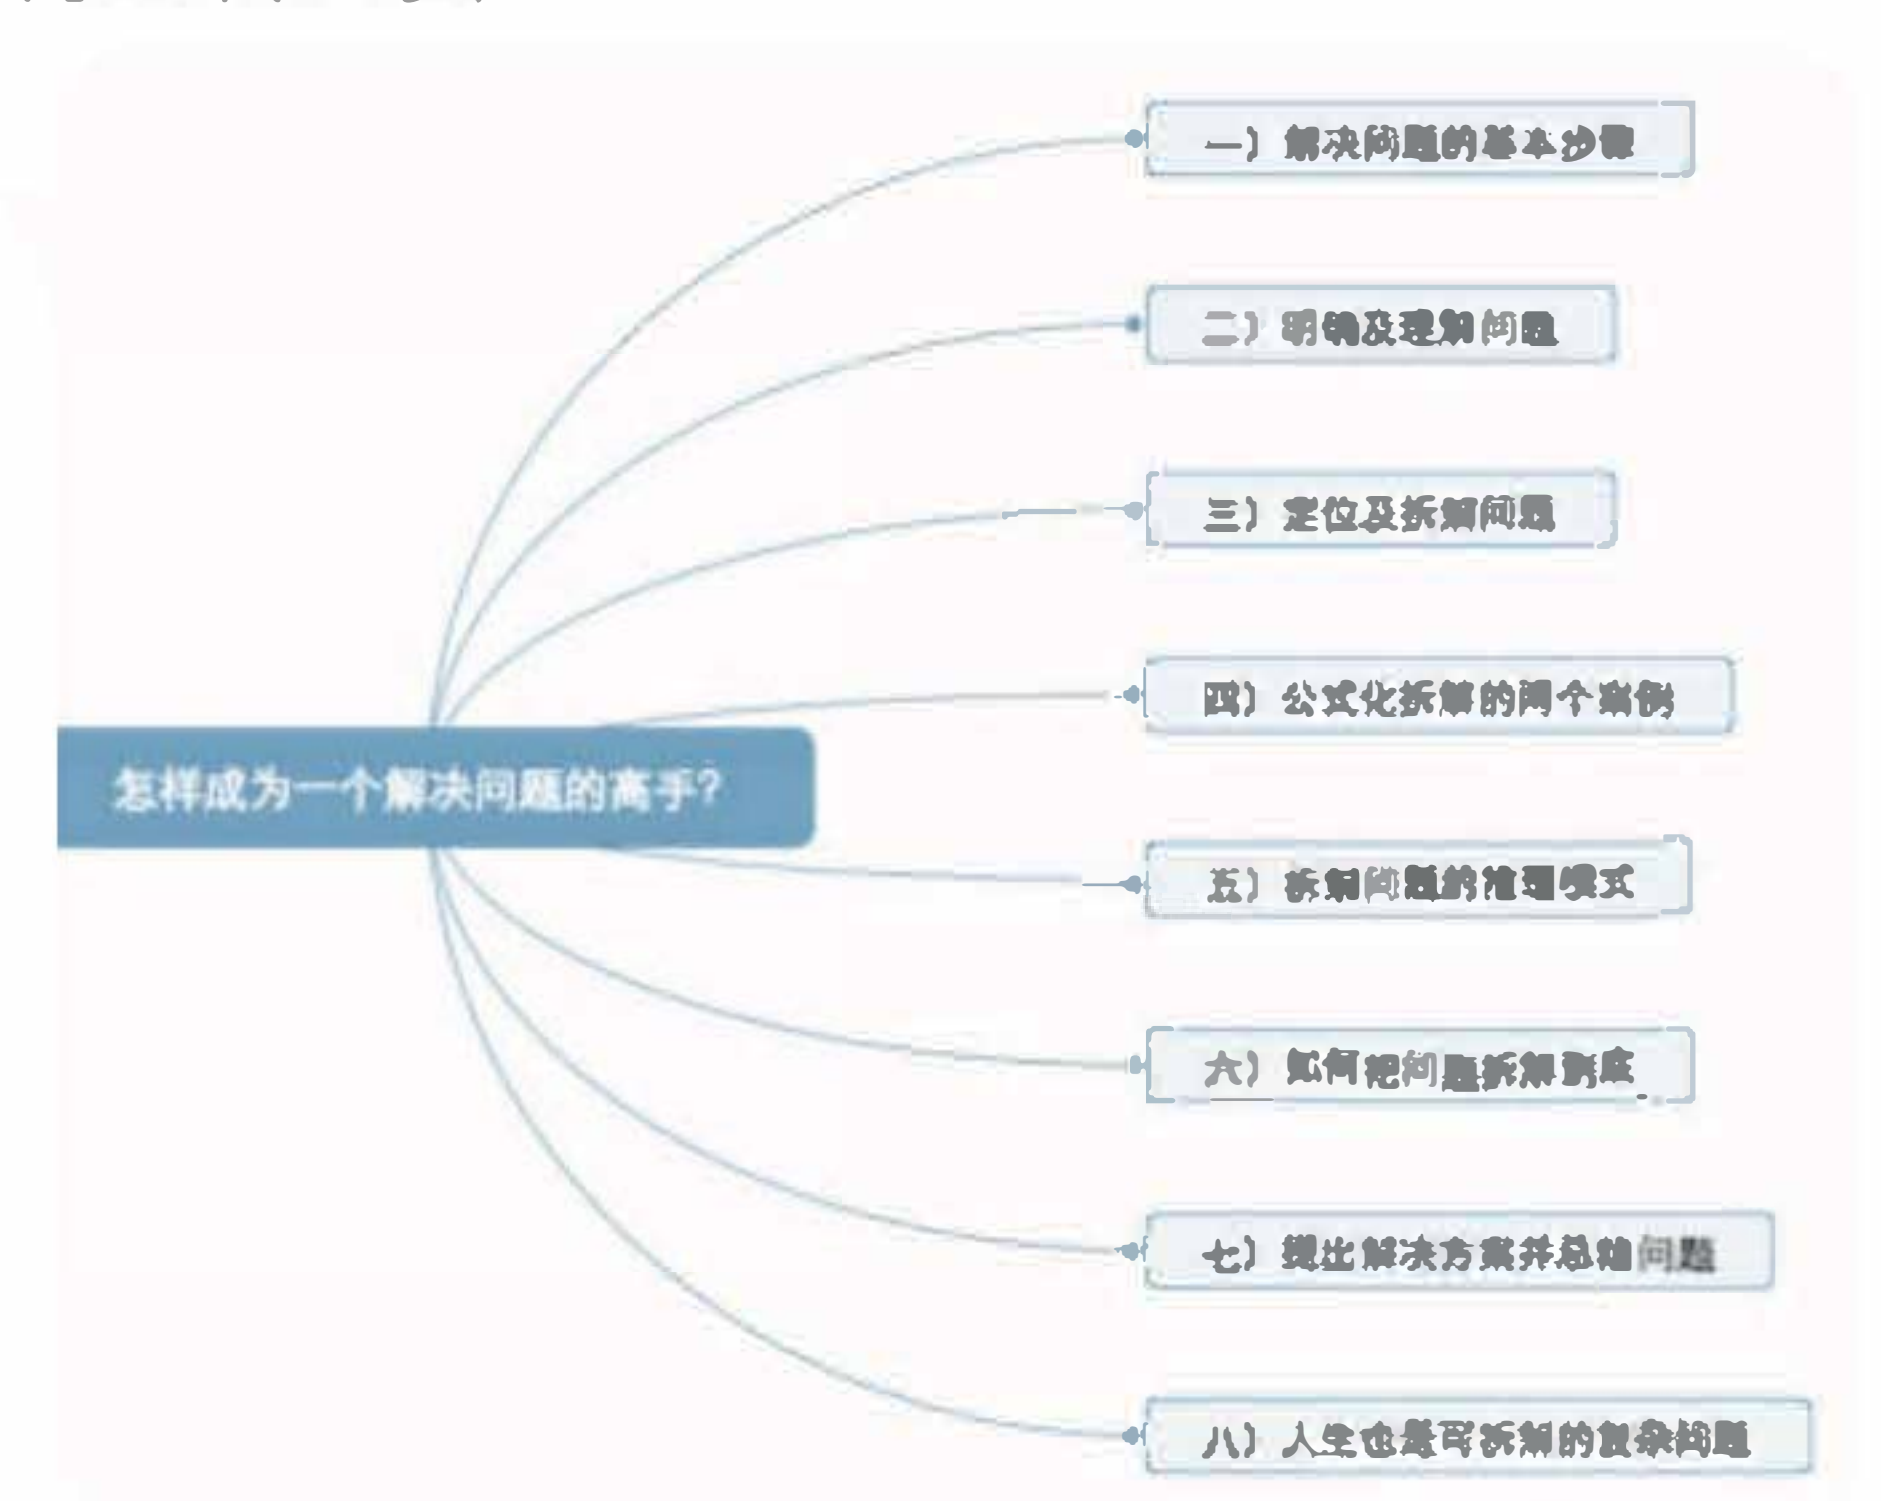 一）解决问题的基本步骤
二）明确及理解问题
三）定位及拆解问题
四）公式化拆解的两个案例
怎样成为一个解决问题的高手？
五）拆解问题的推理模式
六）如何把问题拆解到底
七）提出解决方案并总结问题
八）人生也是可拆解的复杂问题